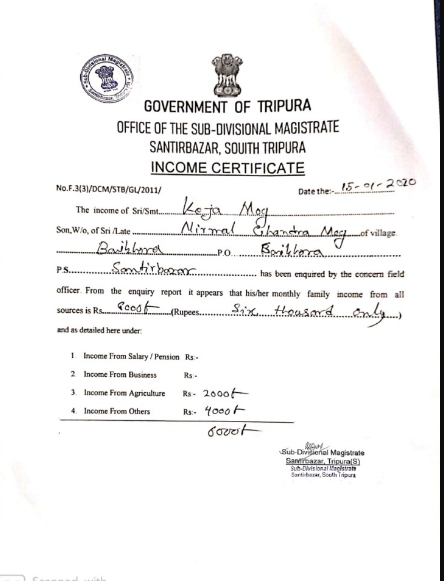 GOVERNMENT OF TRIPURA
OFFICE OF THE SUB-DIVISIONAL MAGISTRATE
SANTIRBAZAR, SOUITH TRIPURA
INCOME CERTIFICATE
No.F.3(3)/DCM/STB/GL/2011/ Date the:- 15-01-2020
The income of Sri/Smt. Keja Mog
Son,W/o, of Sri /Late Nirmal Chandra Mog of village
Baikhora P.O. Baikhora
P.S. Santirbazar has been enquired by the concern field
officer. From the enquiry report it appears that his/her monthly family income from all
sources is Rs. 6000/- (Rupees. Six thousand only)
and as detailed here under:
1 Income From Salary / Pension Rs:-
2 Income From Business Rs:-
3 Income From Agriculture Rs:- 2000/-
4. Income From Others Rs:- 4000/-
6000/-
Sub-Divisional Magistrate
Santirbazar, Tripura(S)
Sub-Divisional Magistrate
Santirbazar, South Tripura
Scanned with